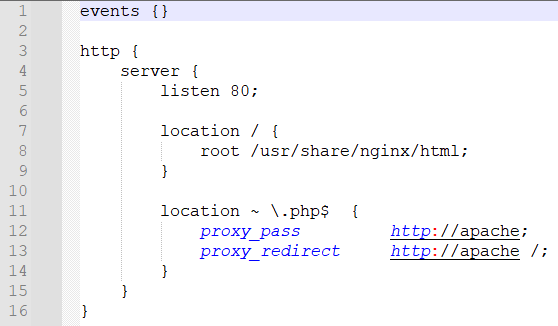 1 events {}
2
3 http {
4     server {
5         listen 80;
6
7         location / {
8             root /usr/share/nginx/html;
9         }
10
11         location ~ \.php$  {
12             proxy_pass         http://apache;
13             proxy_redirect     http://apache /;
14         }
15     }
16 }